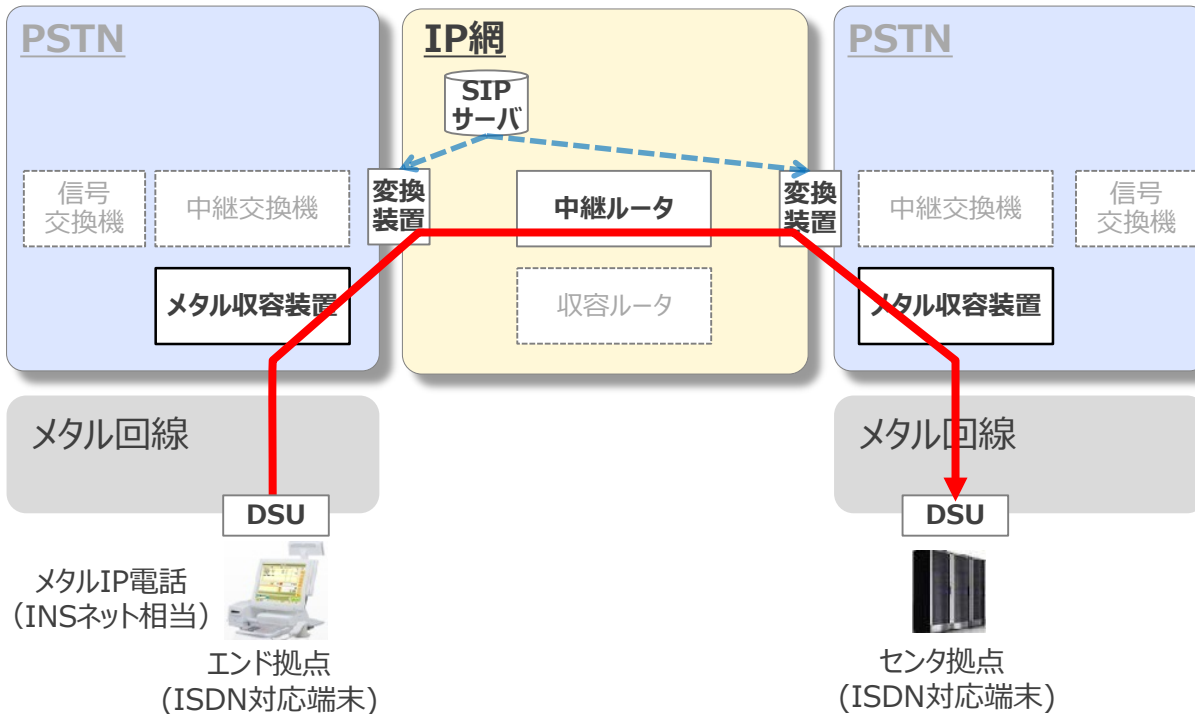 PSTN
IP網
PSTN
SIP
サーバ
信号
交換機
中継交換機
変換
装置
中継ルータ
変換
装置
中継交換機
信号
交換機
メタル収容装置
収容ルータ
メタル収容装置
メタル回線
メタル回線
DSU
DSU
メタルIP電話
(INSネット相当)
エンド拠点
(ISDN対応端末)
センタ拠点
(ISDN対応端末)